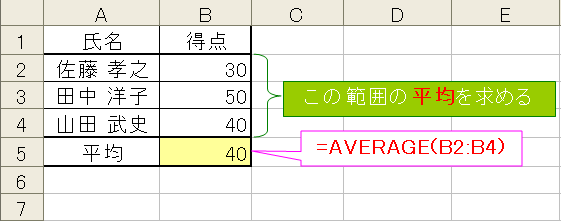 A B C D E
1 氏名 得点
2 佐藤 孝之 30
3 田中 洋子 50
4 山田 武史 40
5 平均 40
6
7
この範囲の平均を求める
=AVERAGE(B2:B4)